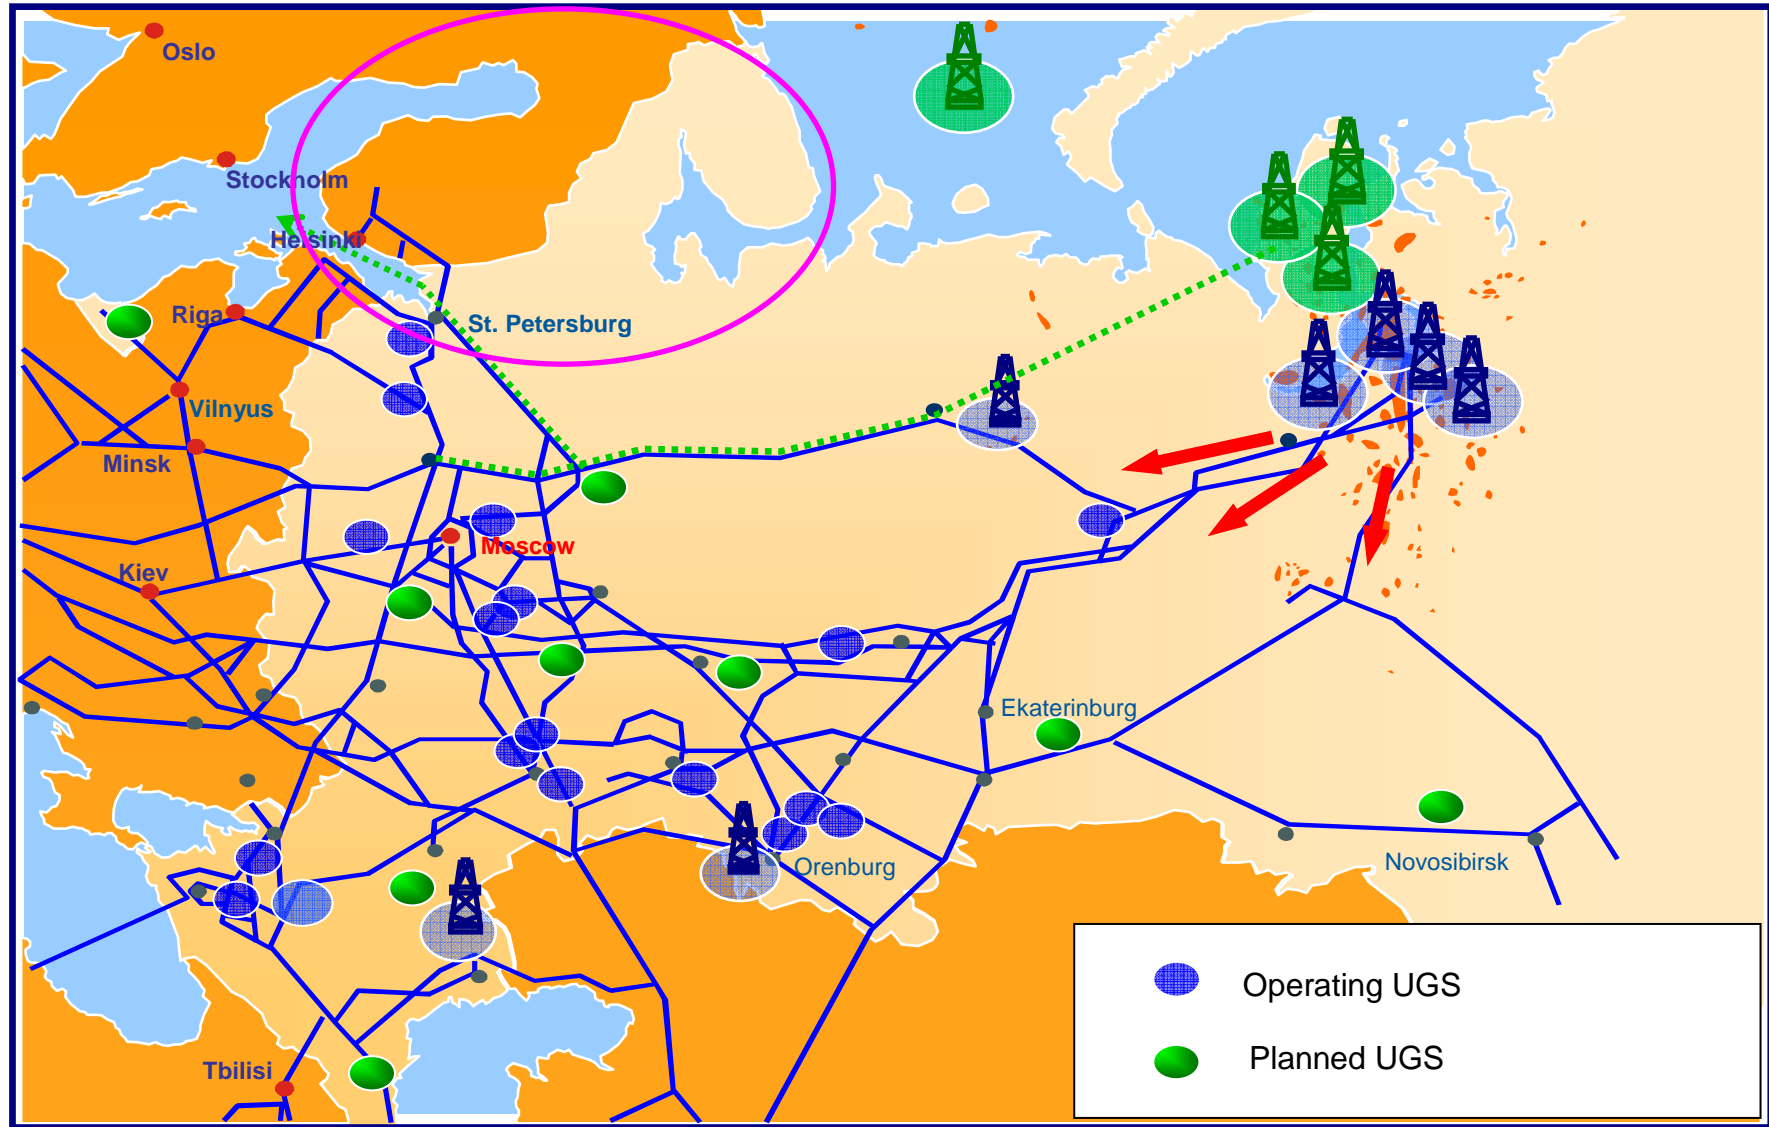 Oslo
Stockholm
Helsinki
Riga
St. Petersburg
Vilnyus
Minsk
Moscow
Kiev
Ekaterinburg
Orenburg
Novosibirsk
Operating UGS
Planned UGS
Tbilisi